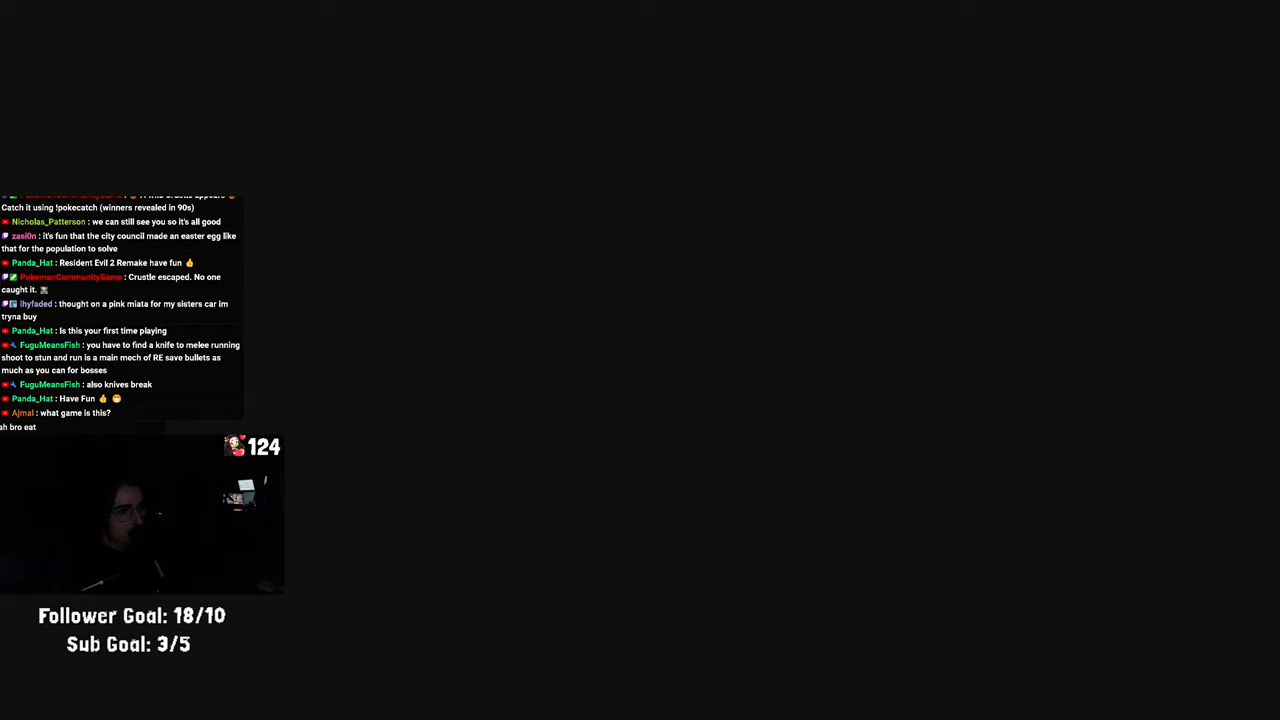 Catch it using !pokecatch (winners revealed in 90s)
Nicholas_Patterson : we can still see you so it's all good
zasi0n : it's fun that the city council made an easter egg like
that for the population to solve
Panda_Hat : Resident Evil 2 Remake have fun 👍
PokemonCommunityGame : Crustle escaped. No one
caught it.
ihyfaded : thought on a pink miata for my sisters car im
tryna buy
Panda_Hat : Is this your first time playing
FuguMeansFish : you have to find a knife to melee running
shoot to stun and run is a main mech of RE save bullets as
much as you can for bosses
FuguMeansFish : also knives break
Panda_Hat : Have Fun 👍 😁
Ajmal : what game is this?
ah bro eat
124
Follower Goal: 18/10
Sub Goal: 3/5